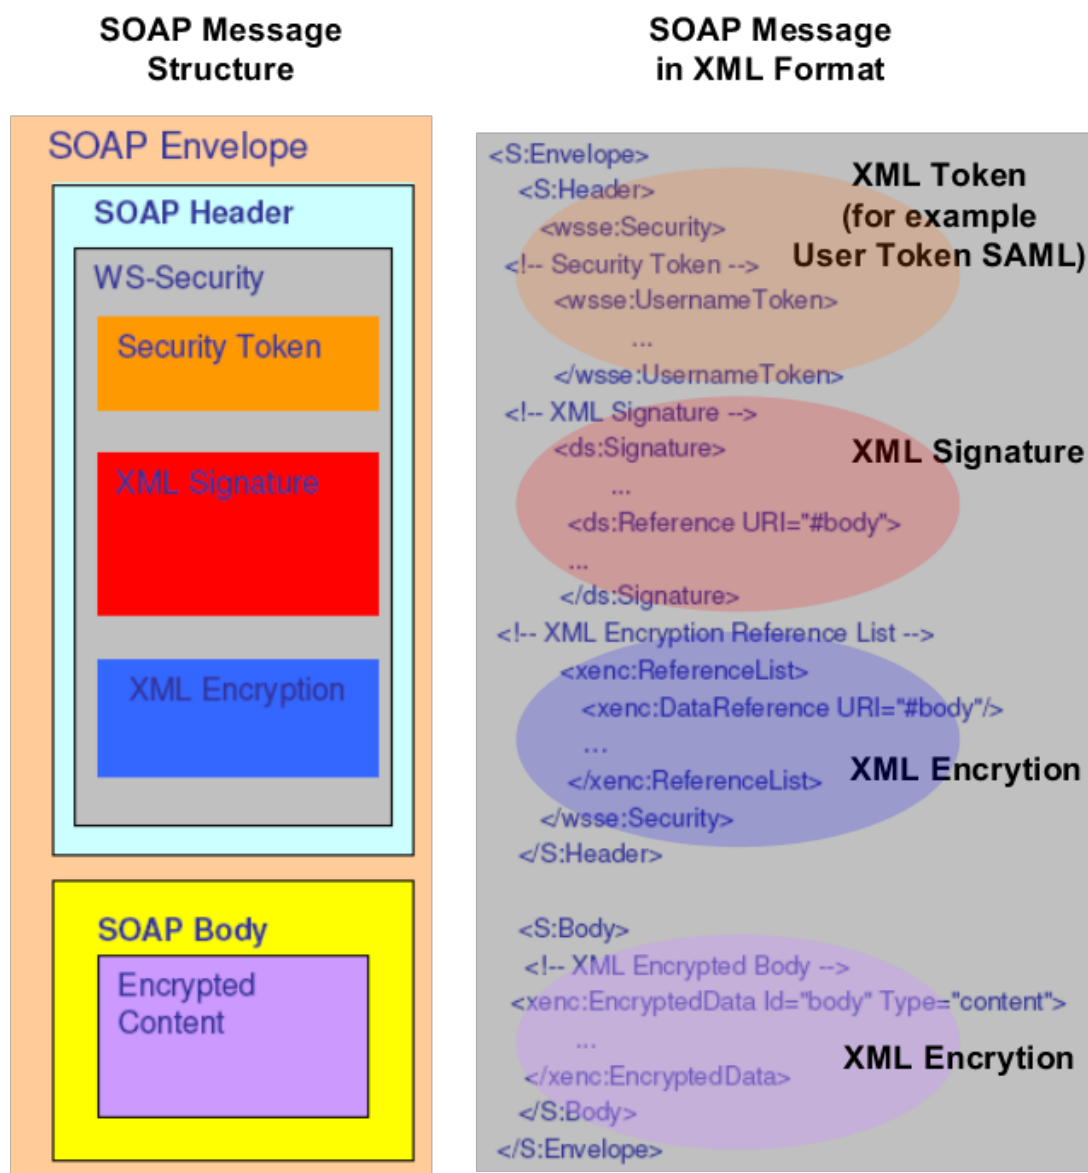 SOAP Message
Structure
SOAP Envelope
SOAP Header
WS-Security
Security Token
XML Signature
XML Encryption
SOAP Body
Encrypted
Content
SOAP Message
in XML Format
<S:Envelope>
<S:Header>
XML Token
(for example
User Token SAML)
<wsse:Security>
<!-- Security Token -->
<wsse:UsernameToken>
...
</wsse:UsernameToken>
<!-- XML Signature -->
<ds:Signature>
XML Signature
...
<ds:Reference URI="#body">
...
</ds:Signature>
<!-- XML Encryption Reference List -->
<xenc:ReferenceList>
<xenc:DataReference URI="#body"/>
...
</xenc:ReferenceList>
XML Encrytion
</wsse:Security>
</S:Header>
<S:Body>
<!-- XML Encrypted Body -->
<xenc:EncryptedData Id="body" Type="content">
...
XML Encrytion
</xenc:EncryptedData>
</S:Body>
</S:Envelope>